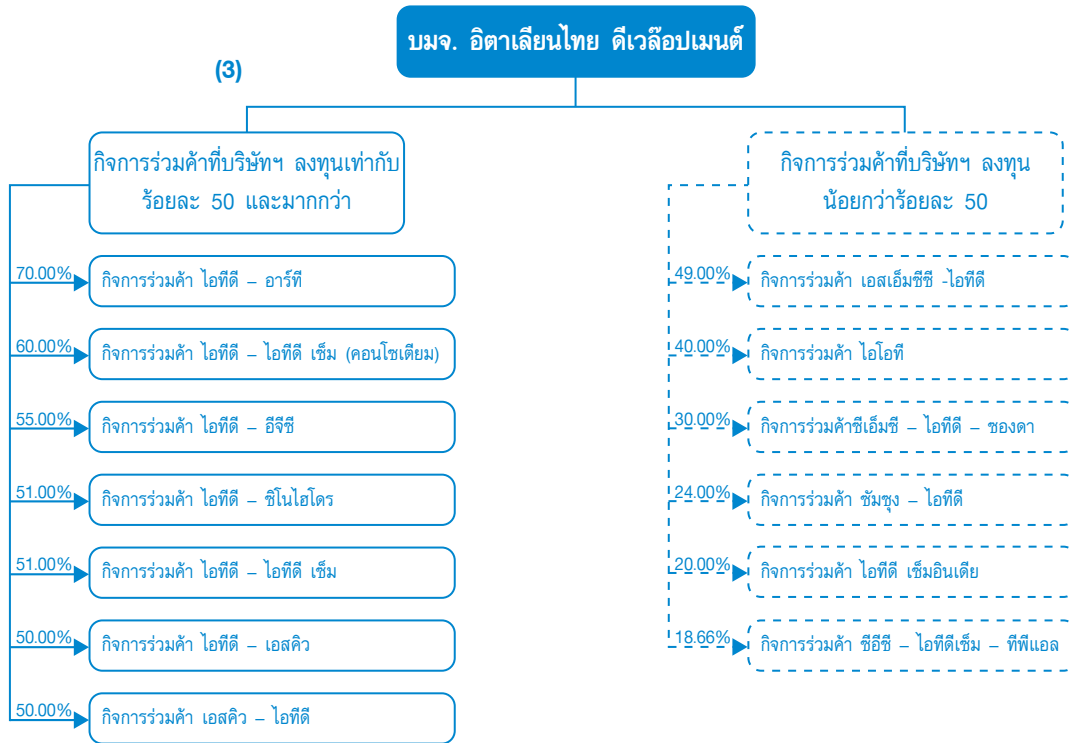 บมจ. อิตาเลียนไทย ดีเวล๊อปเมนต์
(3)
กิจการร่วมค้าที่บริษัทฯ ลงทุนเท่ากับ
ร้อยละ 50 และมากกว่า
70.00%
กิจการร่วมค้า ไอทีดี – อาร์ที
60.00%
กิจการร่วมค้า ไอทีดี – ไอทีดี เซ็ม (คอนโซเตียม)
55.00%
กิจการร่วมค้า ไอทีดี – อีจีซี
51.00%
กิจการร่วมค้า ไอทีดี – ซิโนไฮโดร
51.00%
กิจการร่วมค้า ไอทีดี – ไอทีดี เซ็ม
50.00%
กิจการร่วมค้า ไอทีดี – เอสคิว
50.00%
กิจการร่วมค้า เอสคิว – ไอทีดี
กิจการร่วมค้าที่บริษัทฯ ลงทุน
น้อยกว่าร้อยละ 50
49.00%
กิจการร่วมค้า เอสเอ็มซีซี -ไอทีดี
40.00%
กิจการร่วมค้า ไอโอที
30.00%
กิจการร่วมค้าซีเอ็มซี – ไอทีดี – ซองดา
24.00%
กิจการร่วมค้า ซัมซุง – ไอทีดี
20.00%
กิจการร่วมค้า ไอทีดี เซ็มอินเดีย
18.66%
กิจการร่วมค้า ซีอีซี – ไอทีดีเซ็ม – ทีพีแอล